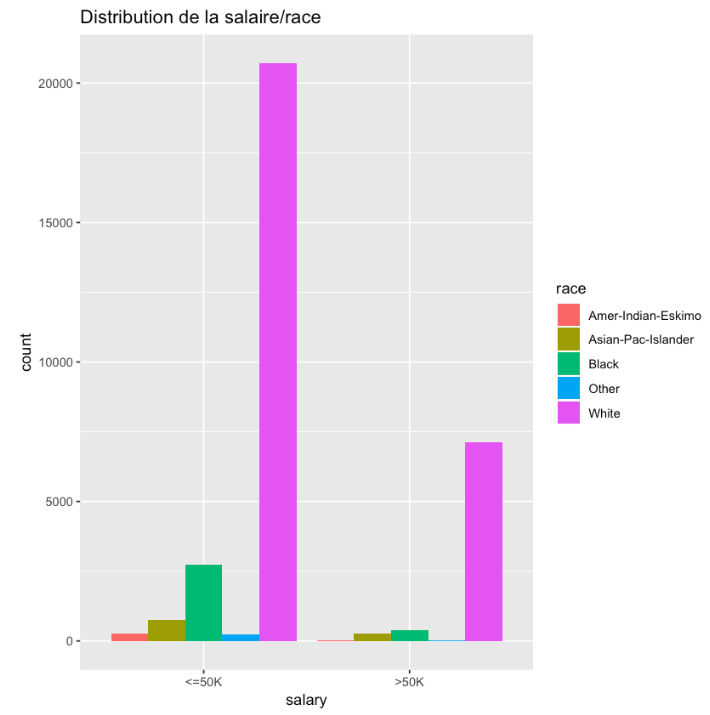 Distribution de la salaire/race
20000
15000
10000
5000
0
count
<=50K >50K
salary
race
Amer-Indian-Eskimo
Asian-Pac-Islander
Black
Other
White